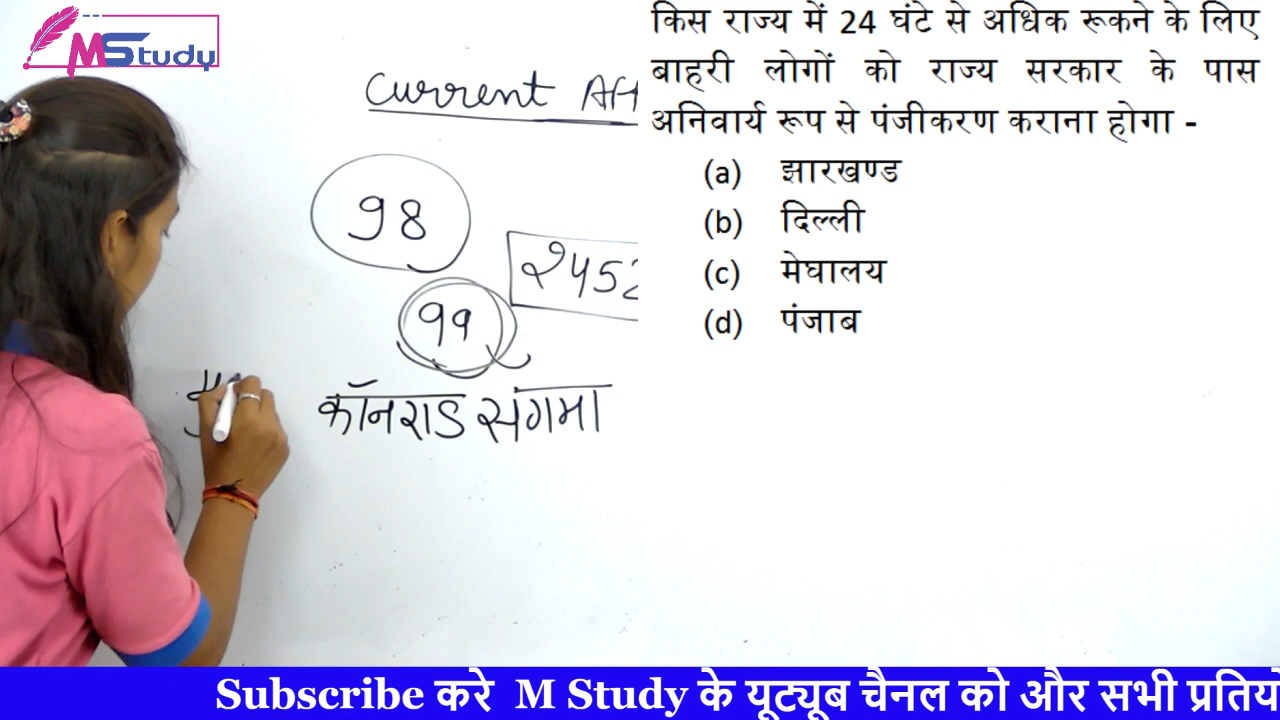 MStudy
Current Aff
98
2452
99
कॉनराड संगमा
किस राज्य में 24 घंटे से अधिक रूकने के लिए
बाहरी लोगों को राज्य सरकार के पास
अनिवार्य रूप से पंजीकरण कराना होगा -
(a) झारखण्ड
(b) दिल्ली
(c) मेघालय
(d) पंजाब
Subscribe करे M Study के यूट्यूब चैनल को और सभी प्रतियो